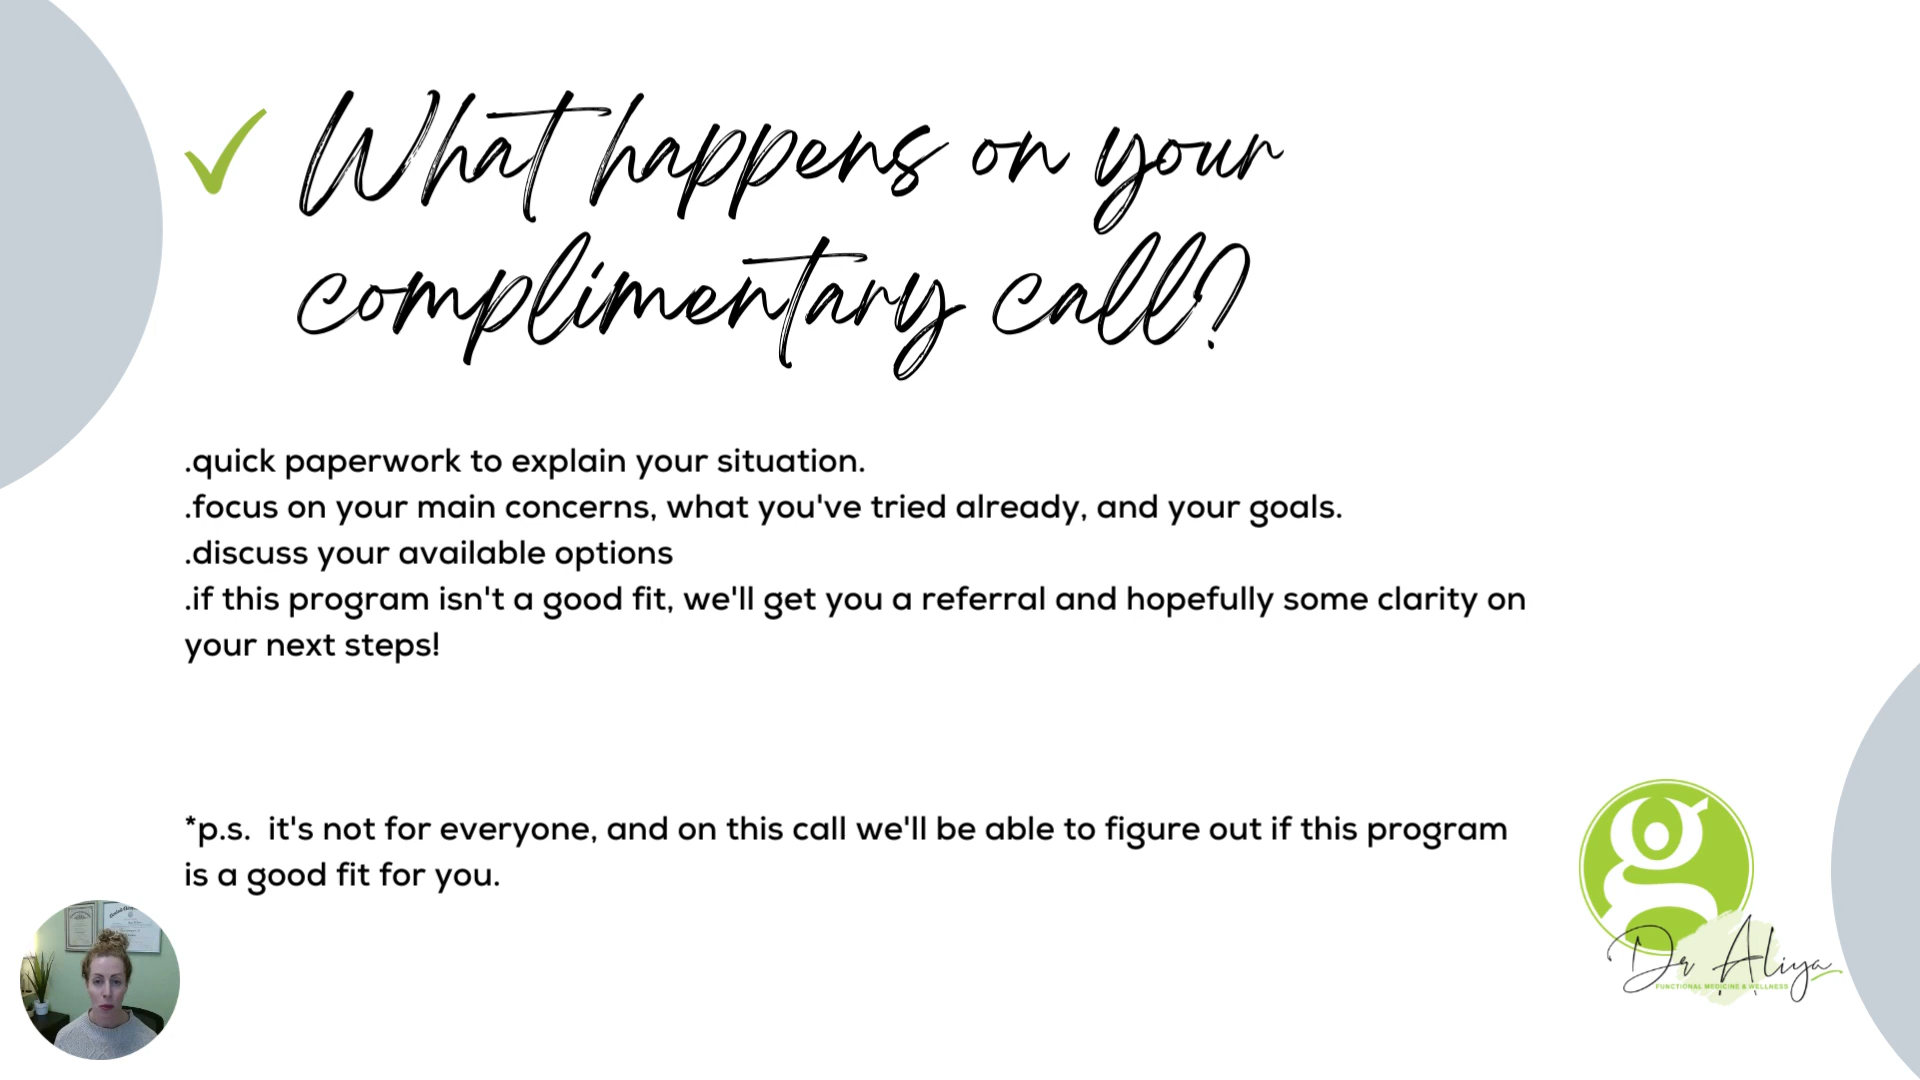 What happens on your
complimentary call?
.quick paperwork to explain your situation.
.focus on your main concerns, what you've tried already, and your goals.
.discuss your available options
.if this program isn't a good fit, we'll get you a referral and hopefully some clarity on
your next steps!
*p.s.  it's not for everyone, and on this call we'll be able to figure out if this program
is a good fit for you.
g
Dr Aliya
FUNCTIONAL MEDICINE & WELLNESS